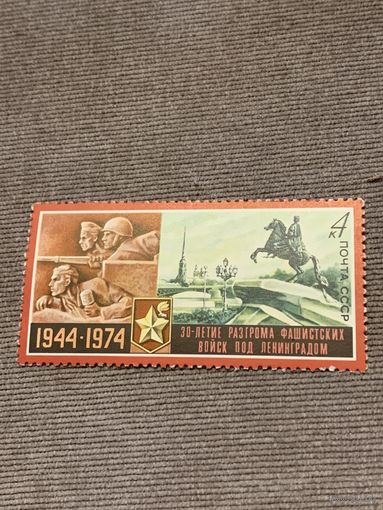 4к
ПОЧТА СССР
1944 · 1974
30-ЛЕТИЕ РАЗГРОМА ФАШИСТСКИХ
ВОЙСК ПОД ЛЕНИНГРАДОМ